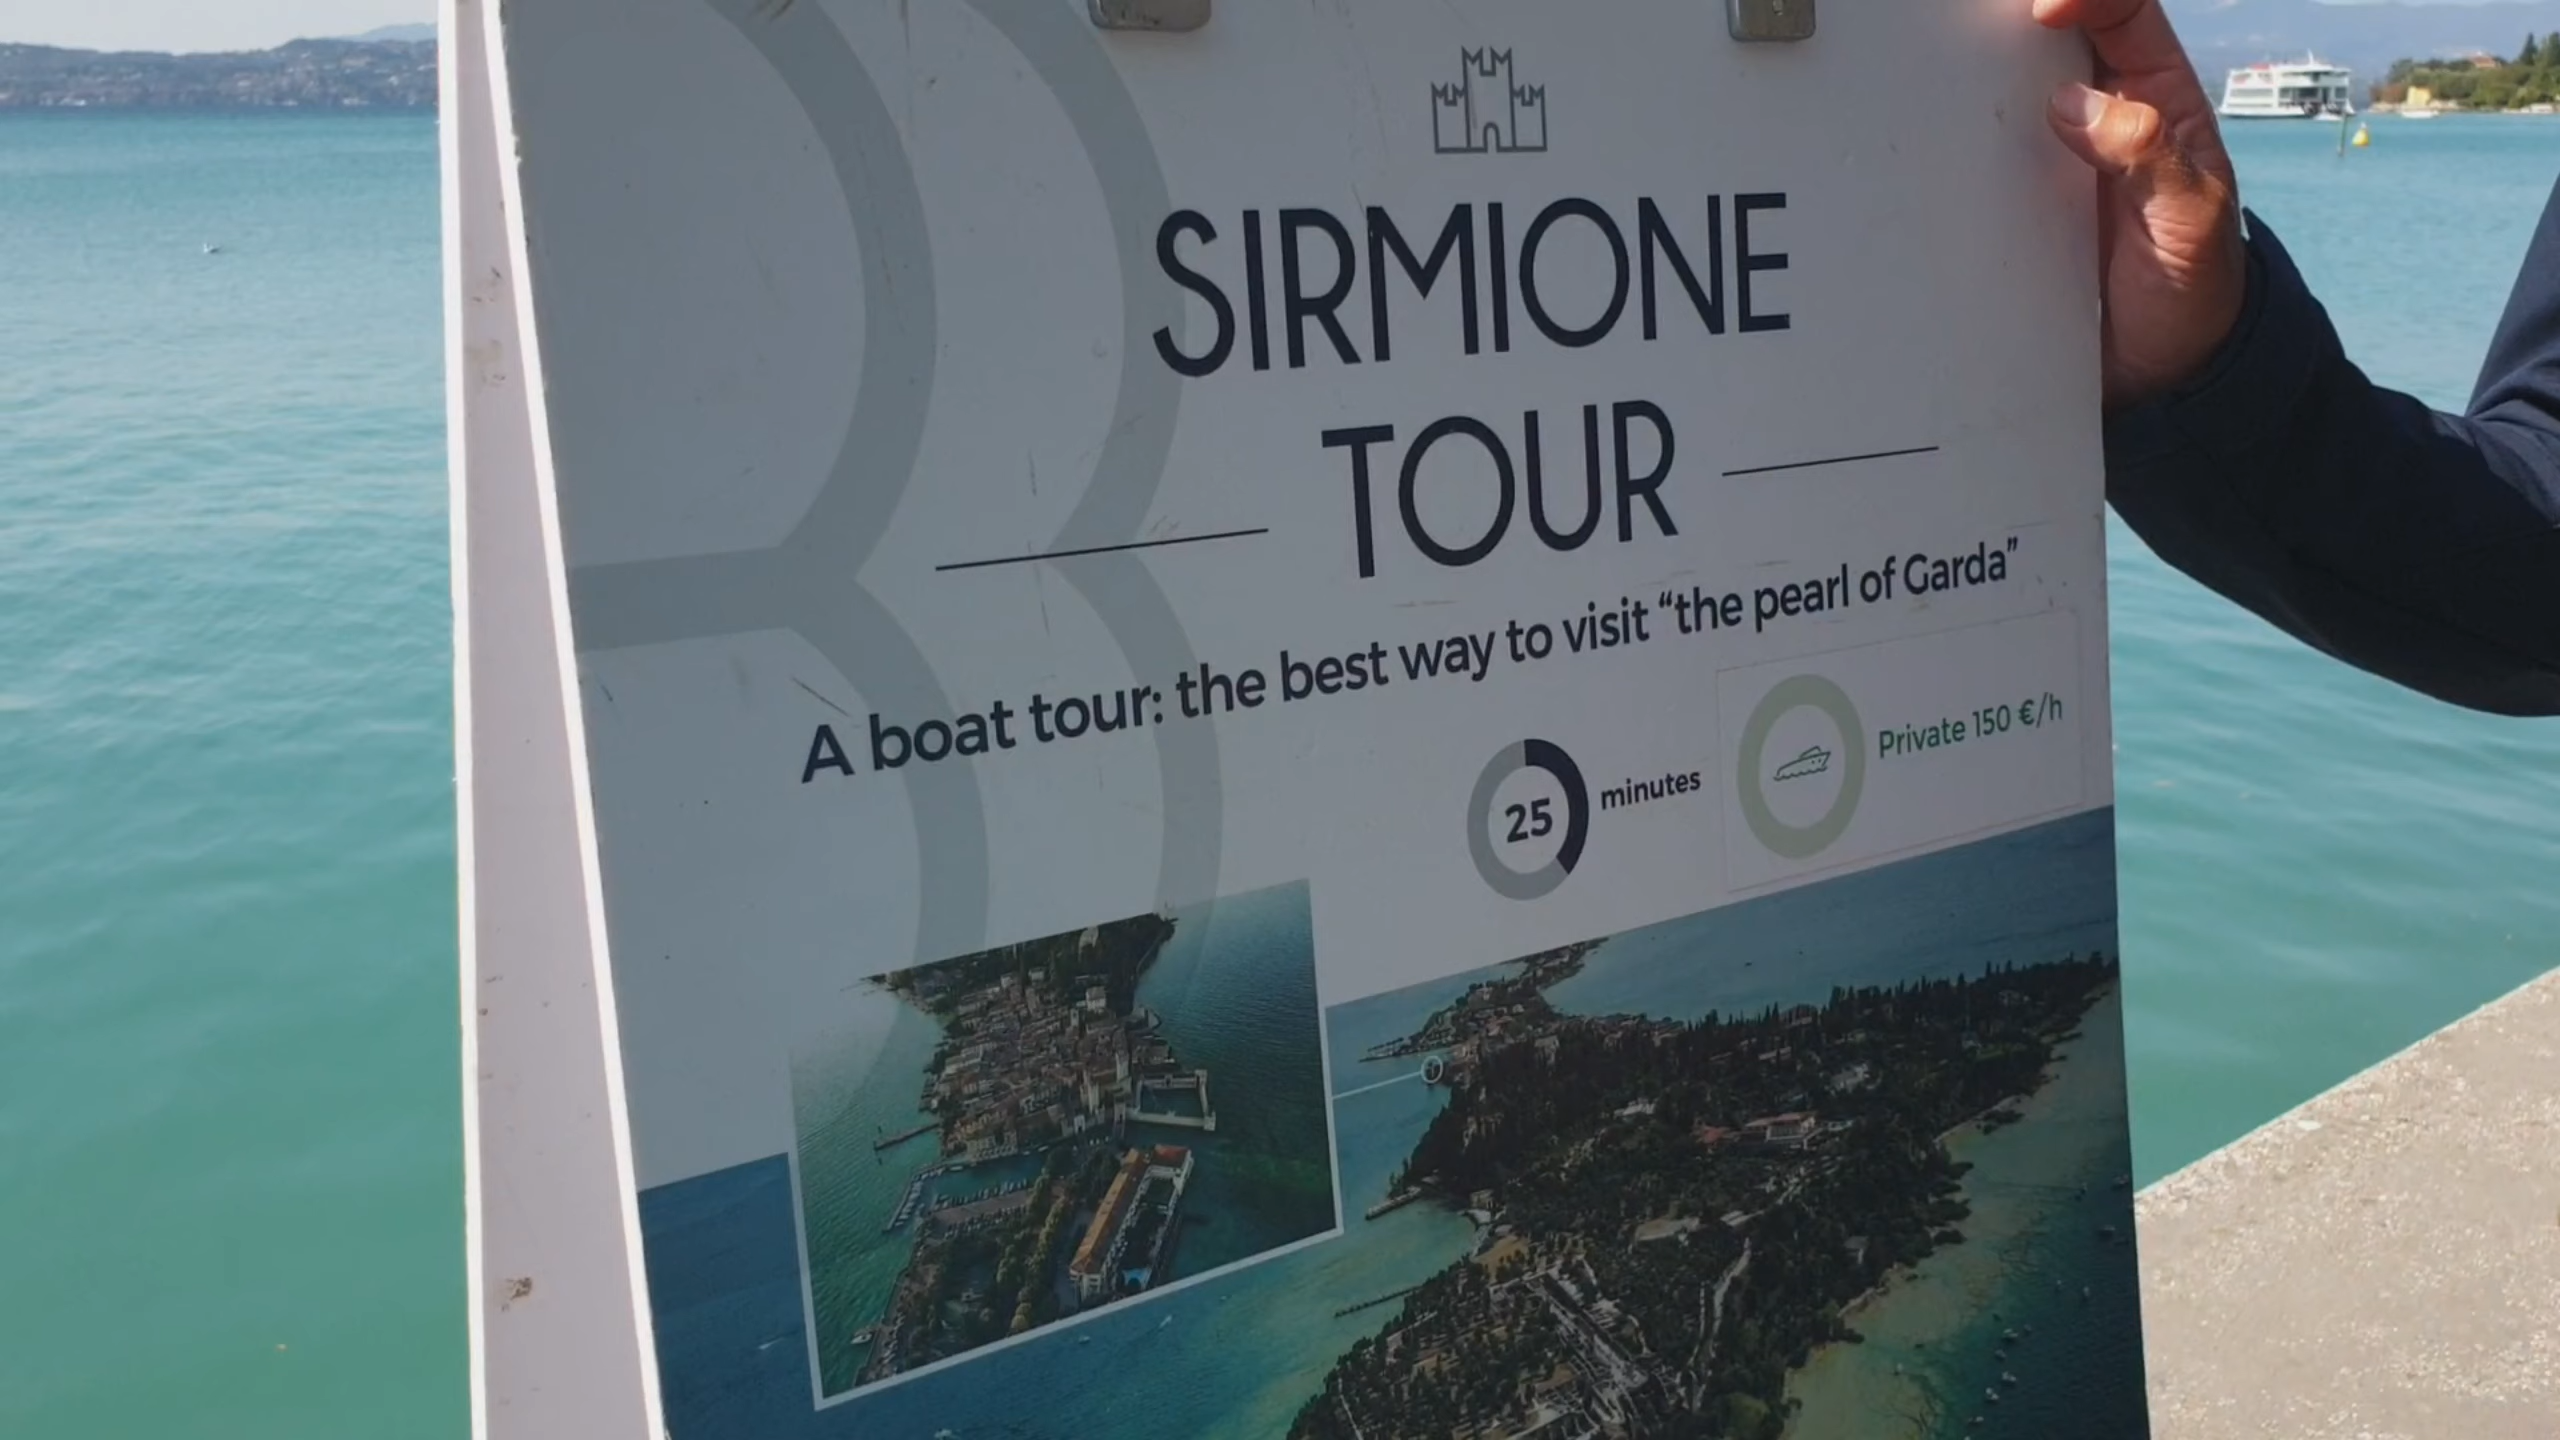 SIRMIONE
TOUR
A boat tour: the best way to visit “the pearl of Garda”
25 minutes
Private 150 €/h